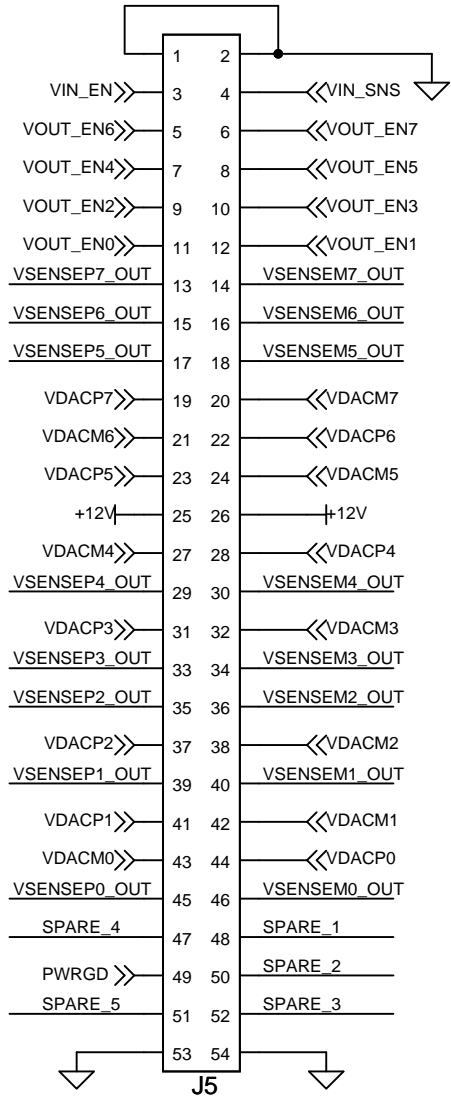 1 2
VIN_EN 3 4 VIN_SNS
VOUT_EN6 5 6 VOUT_EN7
VOUT_EN4 7 8 VOUT_EN5
VOUT_EN2 9 10 VOUT_EN3
VOUT_EN0 11 12 VOUT_EN1
VSENSEP7_OUT 13 14 VSENSEM7_OUT
VSENSEP6_OUT 15 16 VSENSEM6_OUT
VSENSEP5_OUT 17 18 VSENSEM5_OUT
VDACP7 19 20 VDACM7
VDACM6 21 22 VDACP6
VDACP5 23 24 VDACM5
+12V 25 26 +12V
VDACM4 27 28 VDACP4
VSENSEP4_OUT 29 30 VSENSEM4_OUT
VDACP3 31 32 VDACM3
VSENSEP3_OUT 33 34 VSENSEM3_OUT
VSENSEP2_OUT 35 36 VSENSEM2_OUT
VDACP2 37 38 VDACM2
VSENSEP1_OUT 39 40 VSENSEM1_OUT
VDACP1 41 42 VDACM1
VDACM0 43 44 VDACP0
VSENSEP0_OUT 45 46 VSENSEM0_OUT
SPARE_4 47 48 SPARE_1
PWRGD 49 50 SPARE_2
SPARE_5 51 52 SPARE_3
53 54
J5